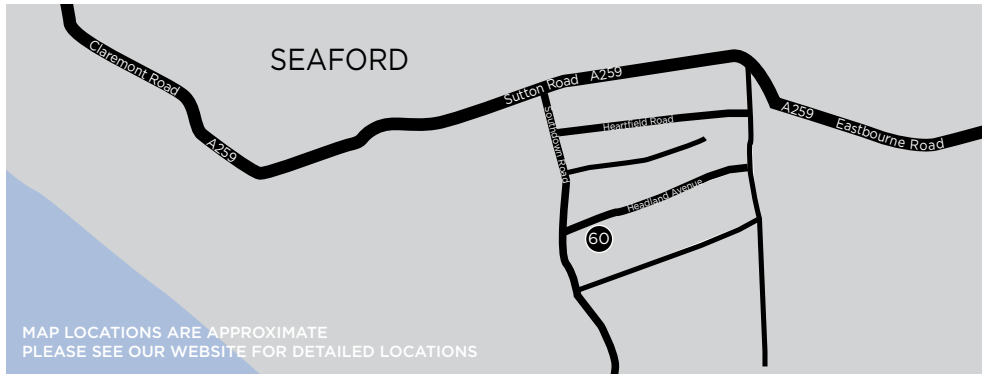 SEAFORD
Claremont Road
A259
Sutton Road A259
Southdown Road
Heartfield Road
A259 Eastbourne Road
Headland Avenue
60
MAP LOCATIONS ARE APPROXIMATE
PLEASE SEE OUR WEBSITE FOR DETAILED LOCATIONS